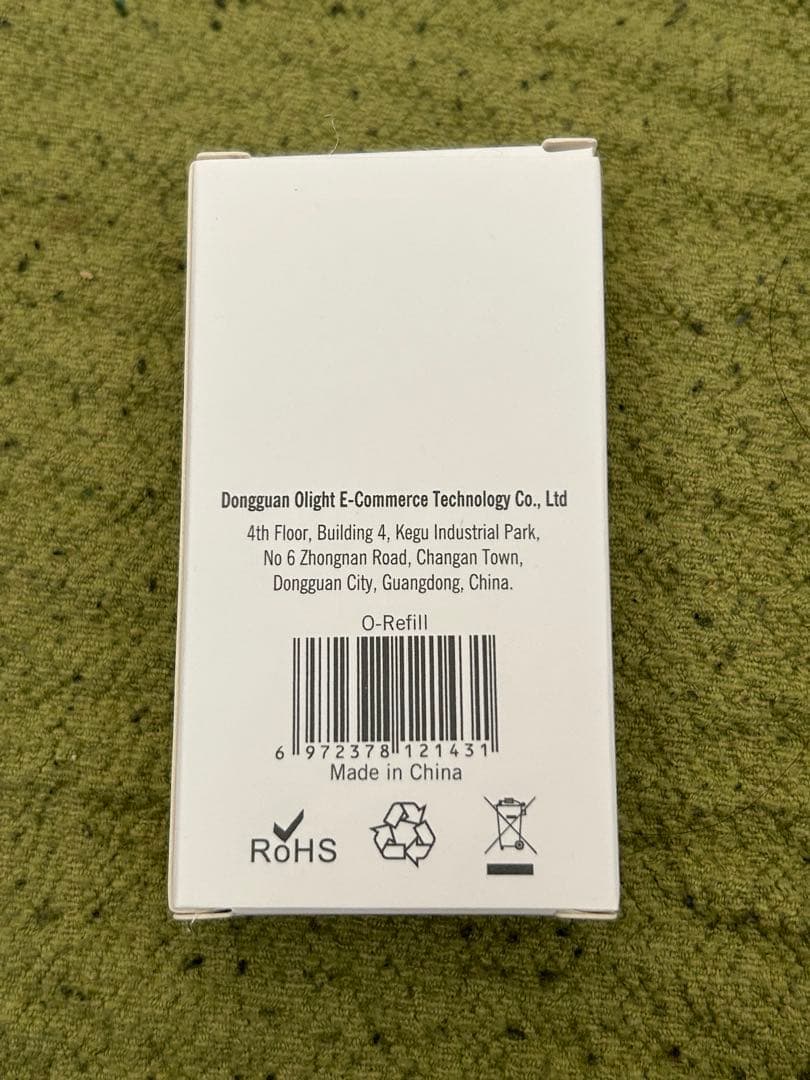 Dongguan Olight E-Commerce Technology Co., Ltd
4th Floor, Building 4, Kegu Industrial Park,
No 6 Zhongnan Road, Changan Town,
Dongguan City, Guangdong, China.
O-Refill
6 972378 121431
Made in China
RoHS